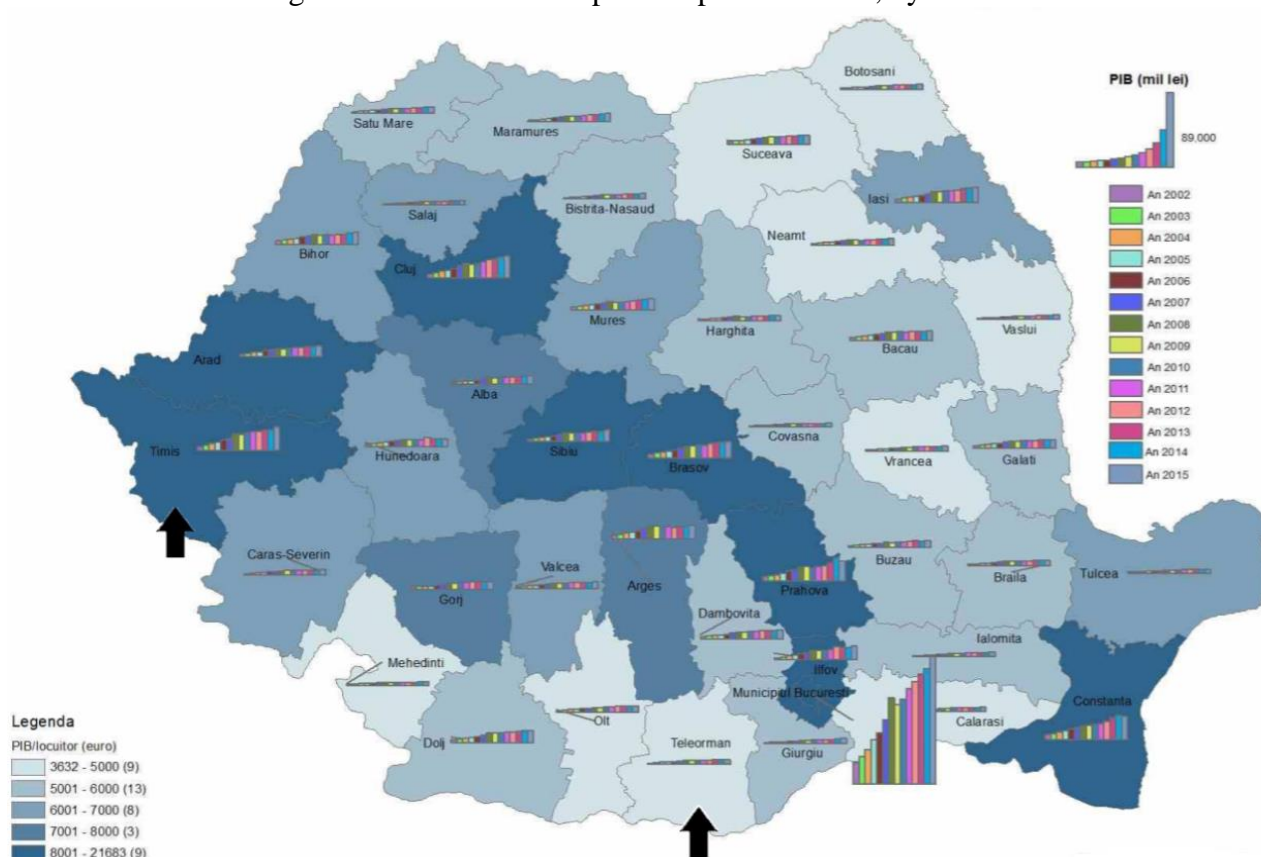 Botosani
PIB (mil lei)
89.000
Satu Mare
Maramures
Suceava
Iasi
An 2002
An 2003
An 2004
An 2005
An 2006
An 2007
An 2008
An 2009
An 2010
An 2011
An 2012
An 2013
An 2014
An 2015
Salaj
Bistrita-Nasaud
Neamt
Bihor
Cluj
Mures
Harghita
Vaslui
Bacau
Arad
Alba
Timis
Hunedoara
Sibiu
Brasov
Covasna
Vrancea
Galati
Caras-Severin
Valcea
Gorj
Arges
Prahova
Buzau
Braila
Tulcea
Dambovita
Ialomita
Ilfov
Mehedinti
Municipiul Bucuresti
Constanta
Olt
Calarasi
Dolj
Teleorman
Giurgiu
Legenda
PIB/locuitor (euro)
3632 - 5000 (9)
5001 - 6000 (13)
6001 - 7000 (8)
7001 - 8000 (3)
8001 - 21683 (9)